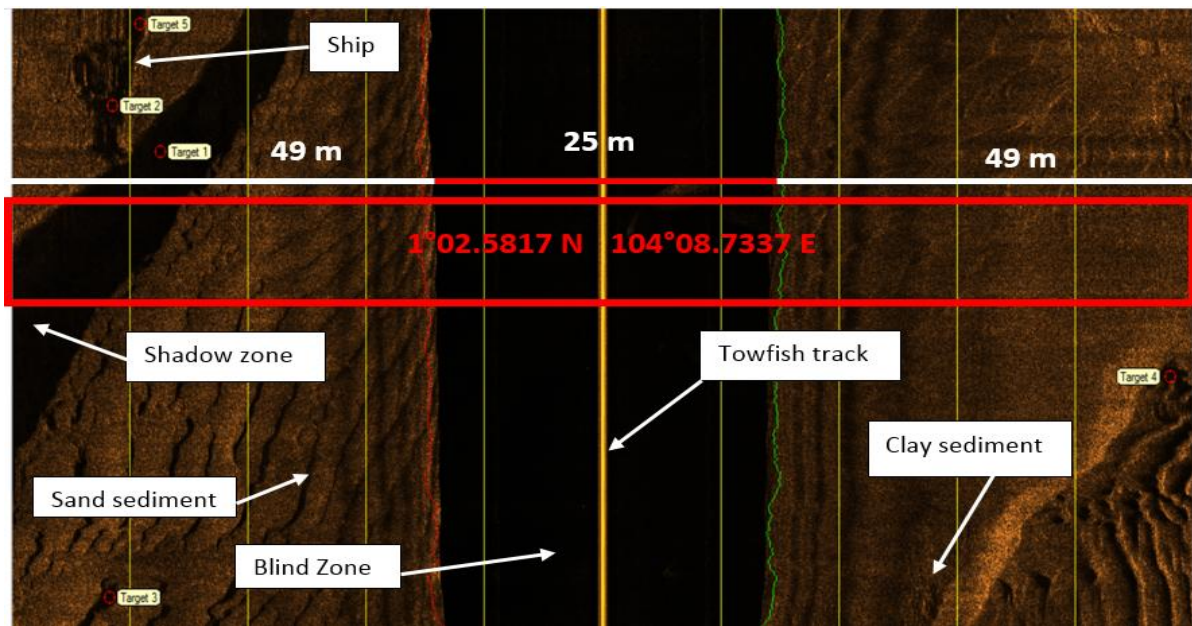 Target 5
Ship
Target 2
Target 1
49 m
25 m
49 m
1°02.5817 N
104°08.7337 E
Shadow zone
Towfish track
Target 4
Clay sediment
Sand sediment
Blind Zone
Target 3